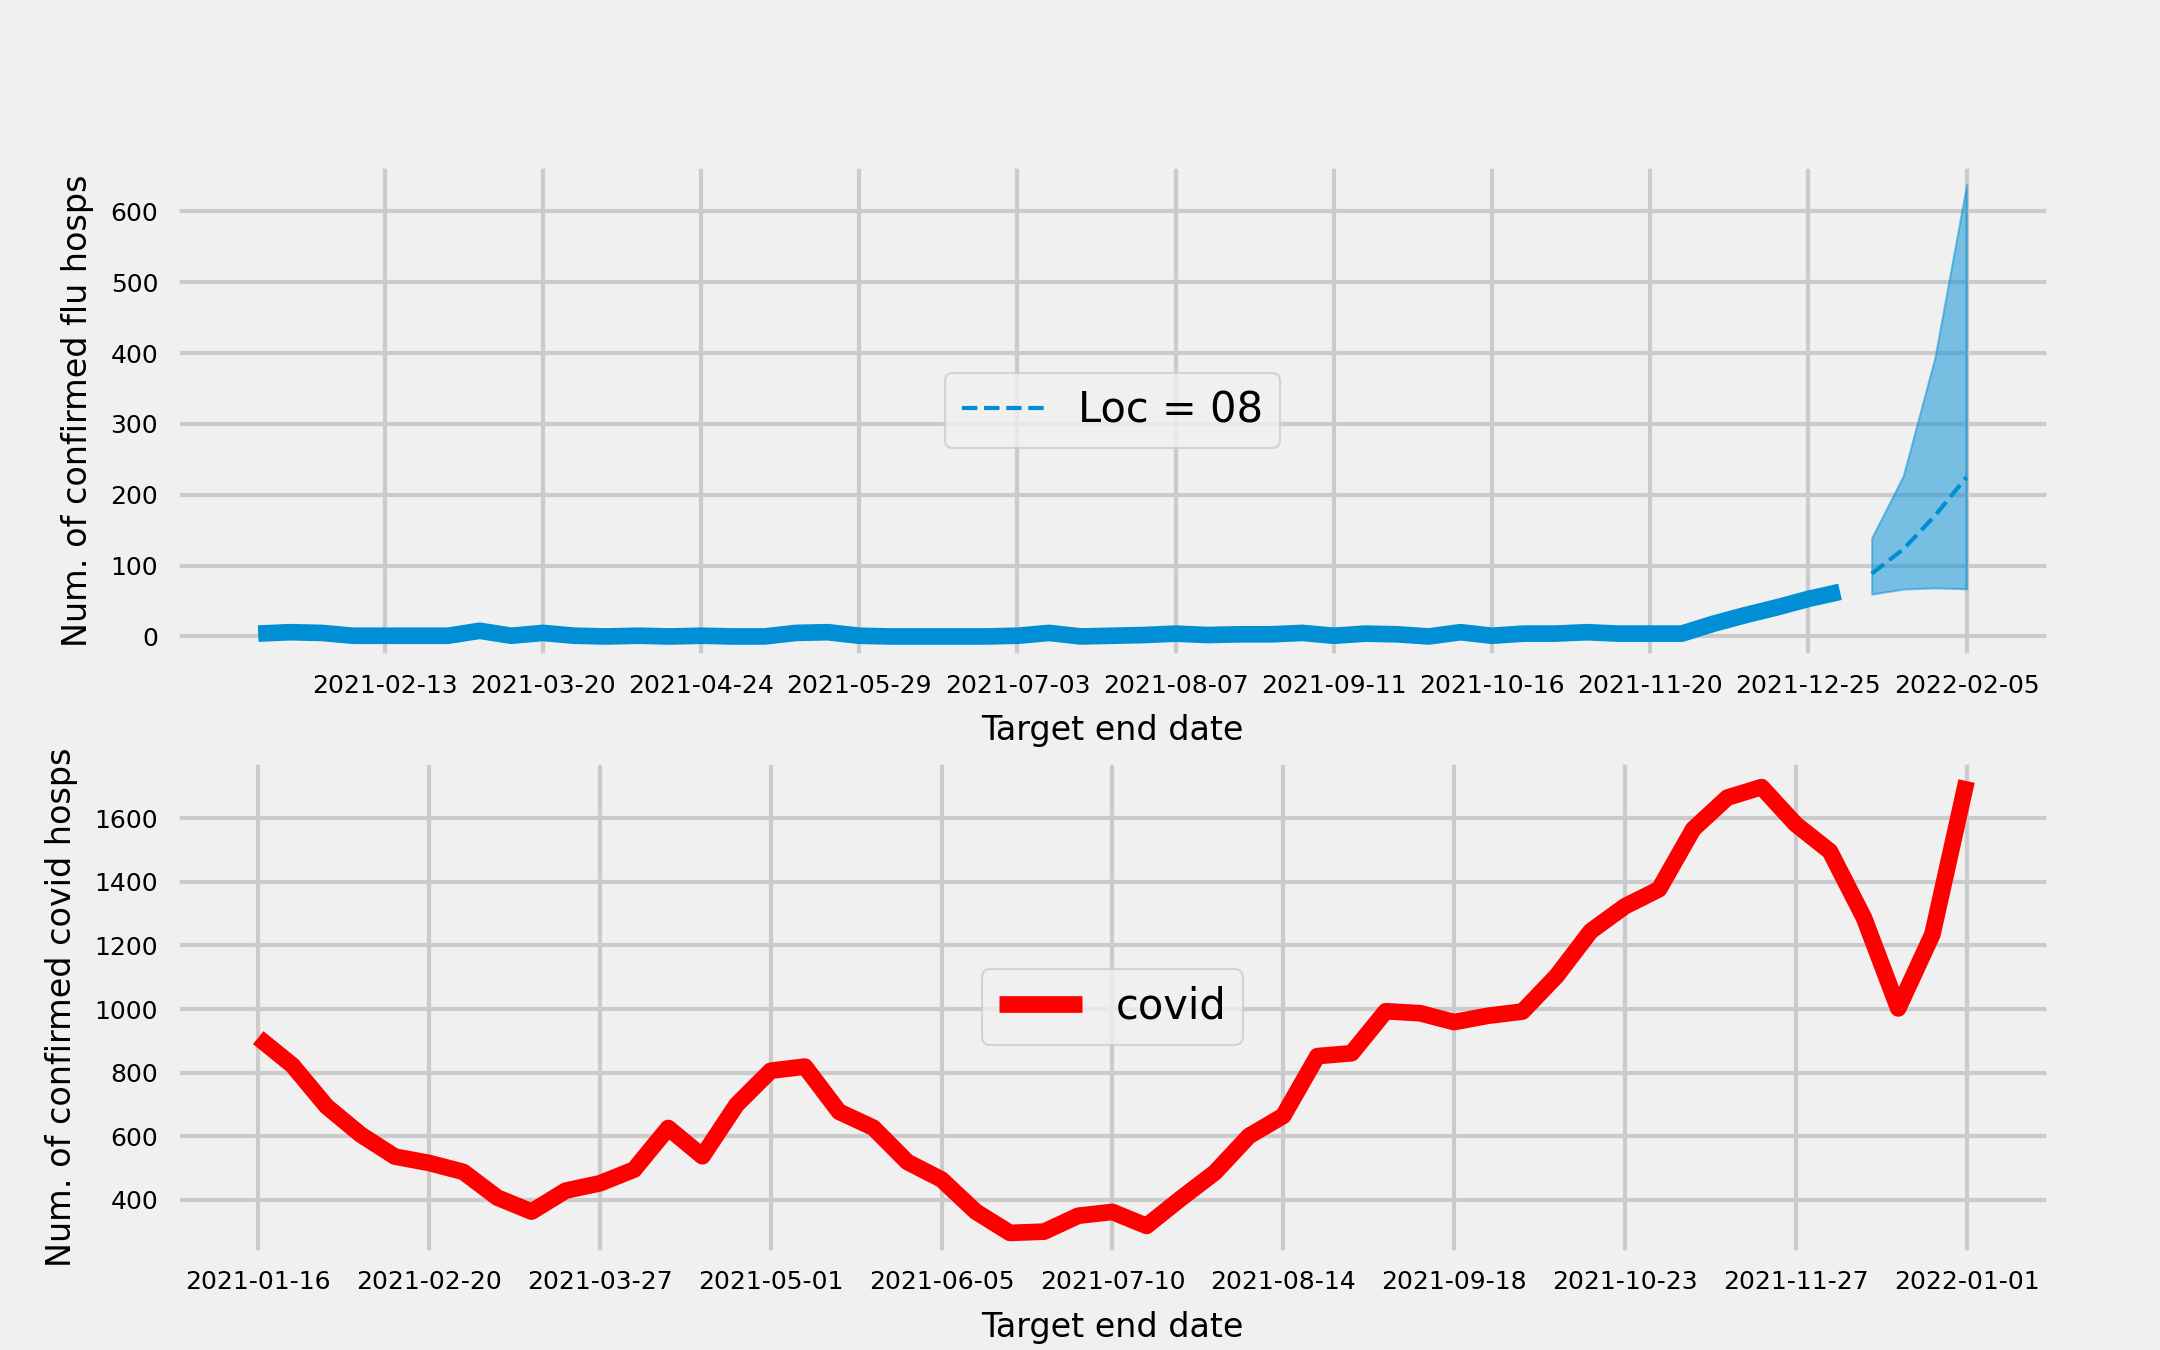 Num. of confirmed flu hosps
600
500
400
300
200
100
0
Loc = 08
2021-02-13 2021-03-20 2021-04-24 2021-05-29 2021-07-03 2021-08-07 2021-09-11 2021-10-16 2021-11-20 2021-12-25 2022-02-05
Target end date
Num. of confirmed covid hosps
1600
1400
1200
1000
800
600
400
covid
2021-01-16 2021-02-20 2021-03-27 2021-05-01 2021-06-05 2021-07-10 2021-08-14 2021-09-18 2021-10-23 2021-11-27 2022-01-01
Target end date